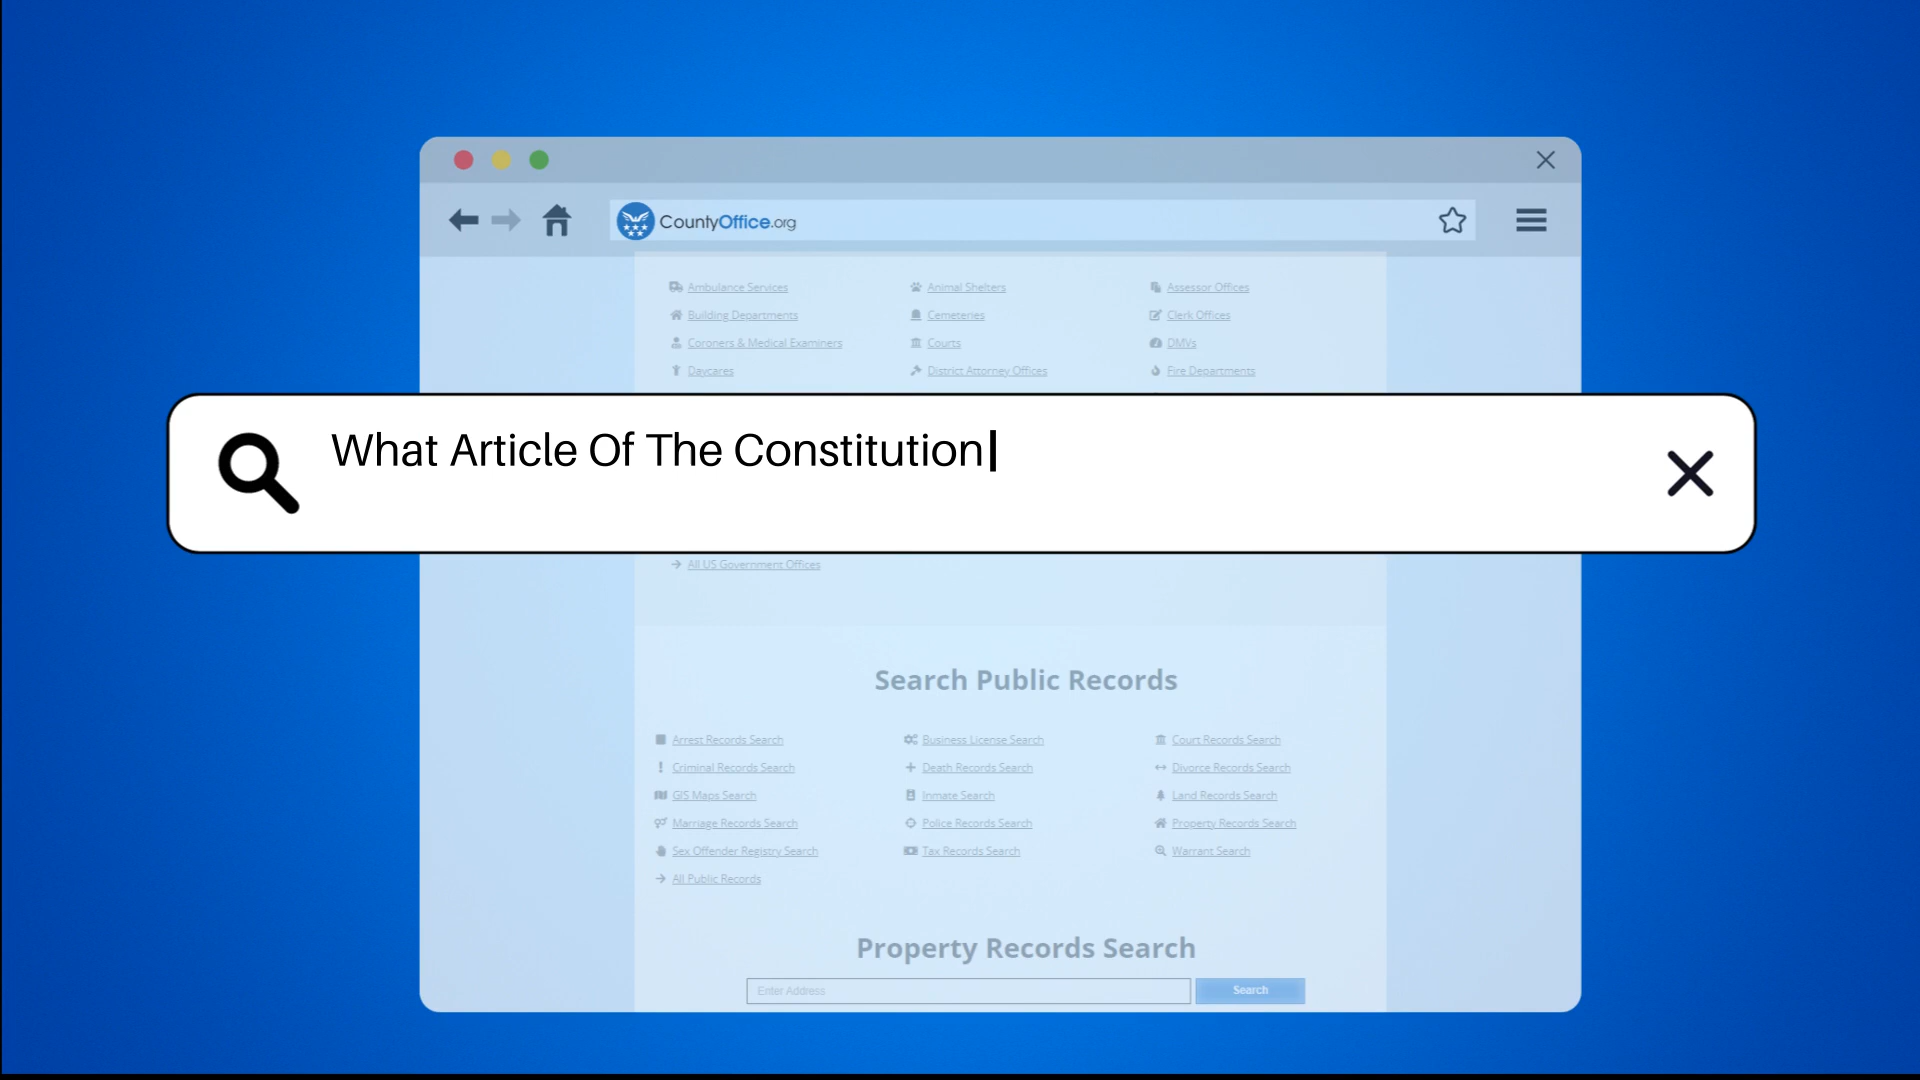 CountyOffice.org
Ambulance Services Animal Shelters Assessor Offices
Building Departments Cemeteries Clerk Offices
Coroners & Medical Examiners Courts DMVs
Daycares District Attorney Offices Fire Departments
What Article Of The Constitution
All US Government Offices
Search Public Records
Arrest Records Search Business License Search Court Records Search
Criminal Records Search Death Records Search Divorce Records Search
GIS Maps Search Inmate Search Land Records Search
Marriage Records Search Police Records Search Property Records Search
Sex Offender Registry Search Tax Records Search Warrant Search
All Public Records
Property Records Search
Enter Address Search